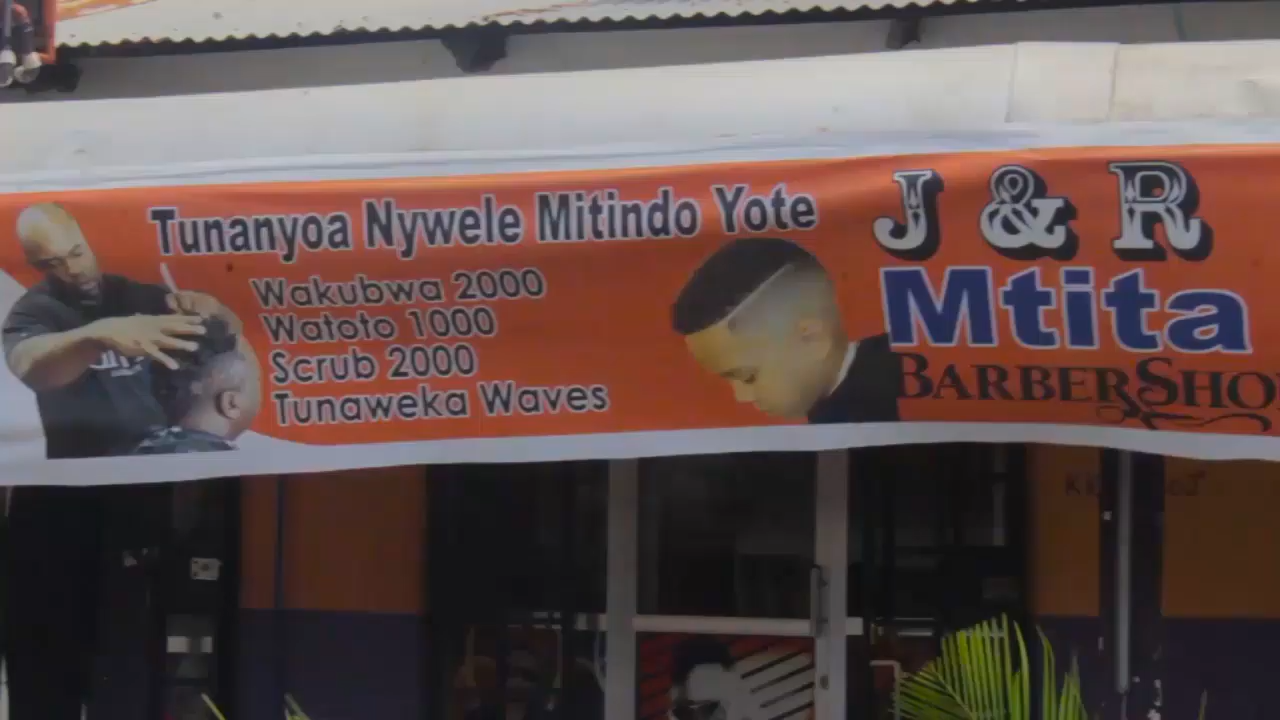 Tunanyoa Nywele Mitindo Yote
Wakubwa 2000
Watoto 1000
Scrub 2000
Tunaweka Waves
J & R
Mtita
BARBERSHO